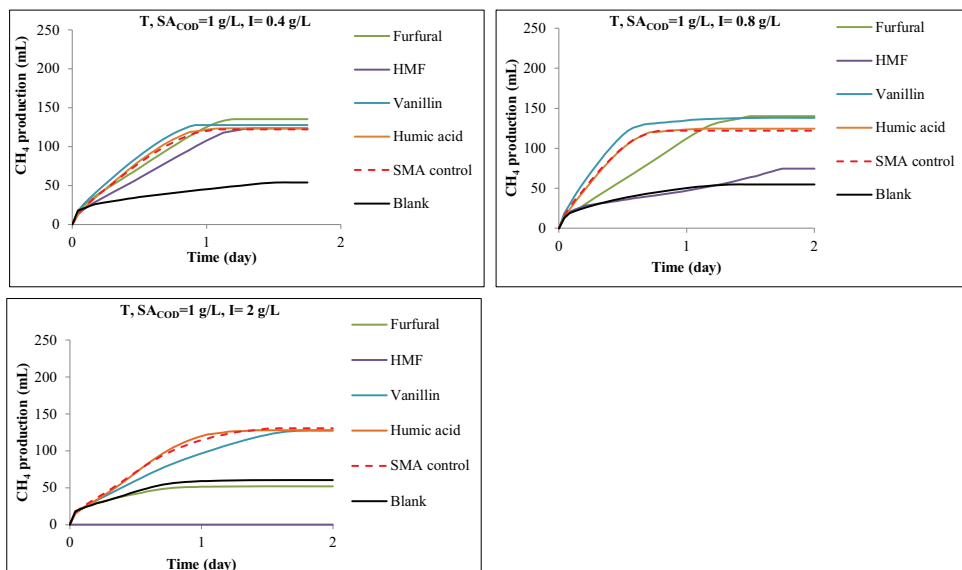 T, SA_COD=1 g/L, I= 0.4 g/L
CH₄ production (mL)
250
200
150
100
50
0
0 1 2
Time (day)
Furfural
HMF
Vanillin
Humic acid
SMA control
Blank
T, SA_COD=1 g/L, I= 0.8 g/L
CH₄ production (mL)
250
200
150
100
50
0
0 1 2
Time (day)
Furfural
HMF
Vanillin
Humic acid
SMA control
Blank
T, SA_COD=1 g/L, I= 2 g/L
CH₄ production (mL)
250
200
150
100
50
0
0 1 2
Time (day)
Furfural
HMF
Vanillin
Humic acid
SMA control
Blank